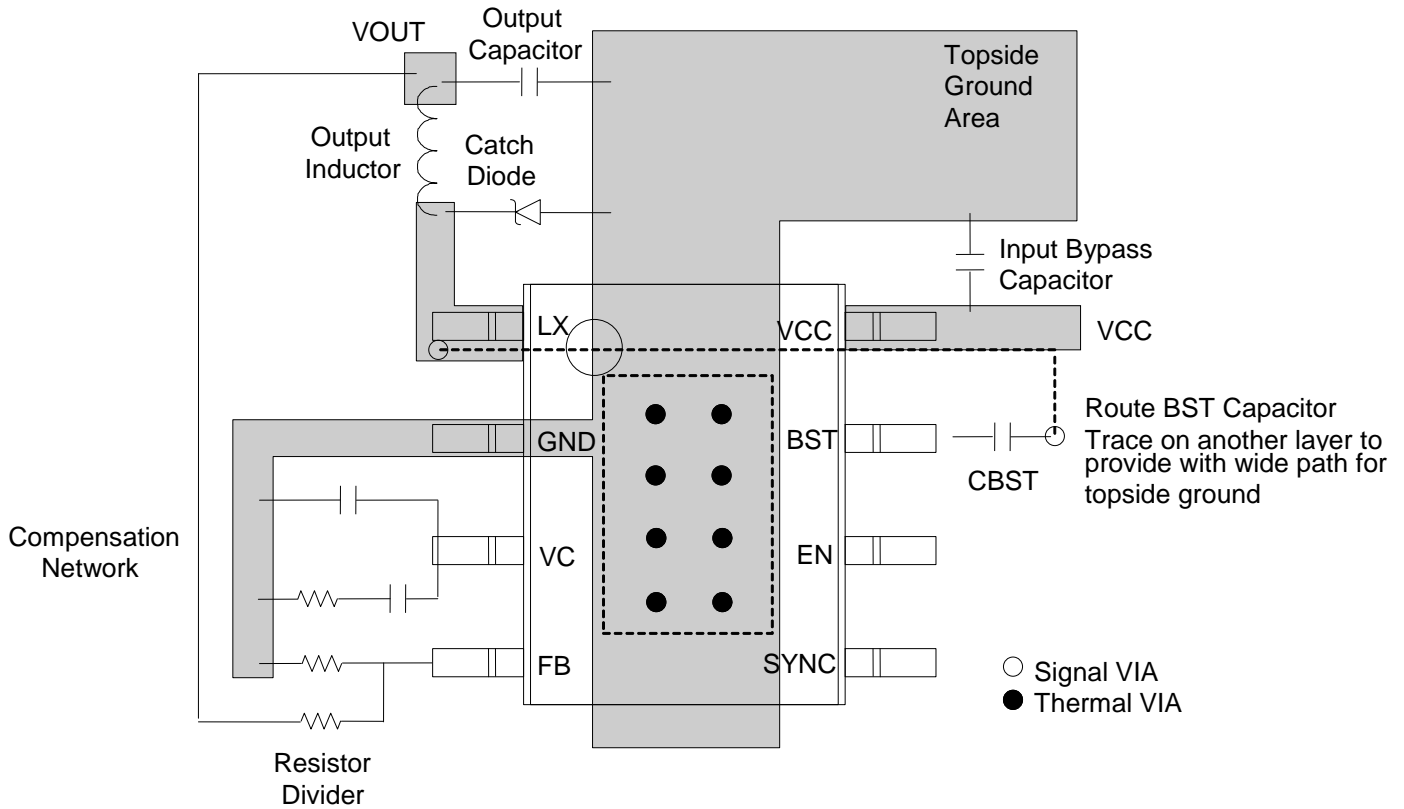 VOUT
Output
Capacitor
Topside
Ground
Area
Output
Inductor
Catch
Diode
Input Bypass
Capacitor
LX
VCC
VCC
GND
BST
CBST
Route BST Capacitor
Trace on another layer to
provide with wide path for
topside ground
Compensation
Network
VC
EN
FB
SYNC
Signal VIA
Thermal VIA
Resistor
Divider